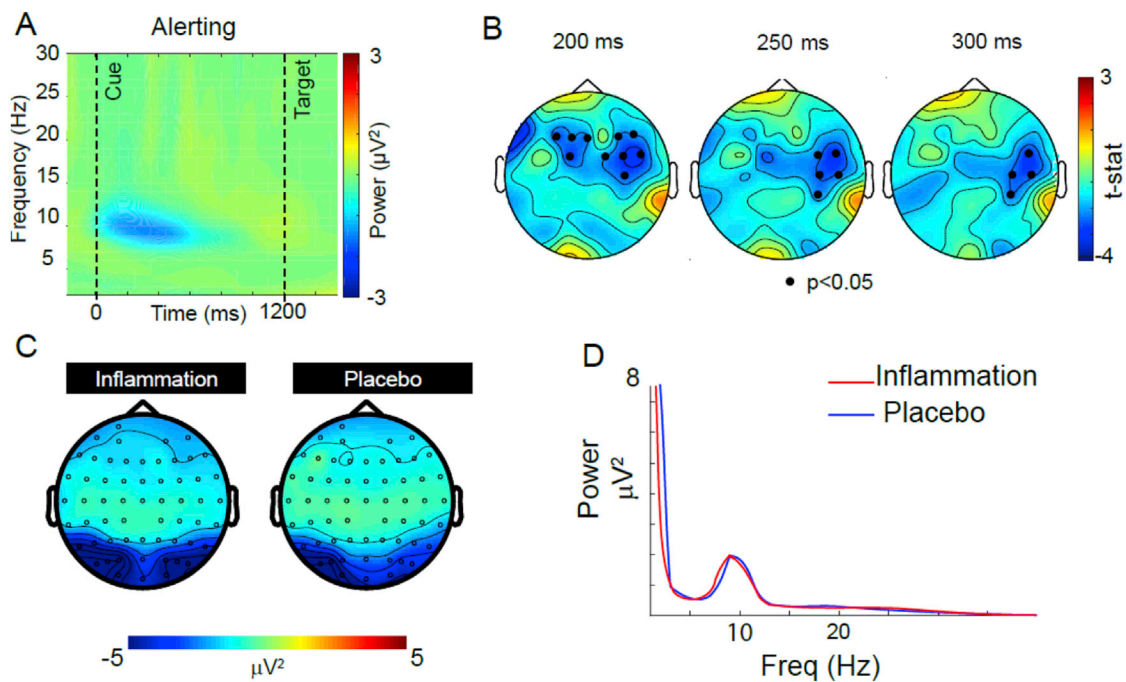 A
Alerting
30
25
20
15
10
5
Frequency (Hz)
Cue
Target
0
Time (ms)
1200
3
Power (μV²)
-3
B
200 ms
250 ms
300 ms
3
t-stat
-4
p<0.05
C
Inflammation
Placebo
-5
μV²
5
D
8
Power
μV²
Inflammation
Placebo
10
20
Freq (Hz)